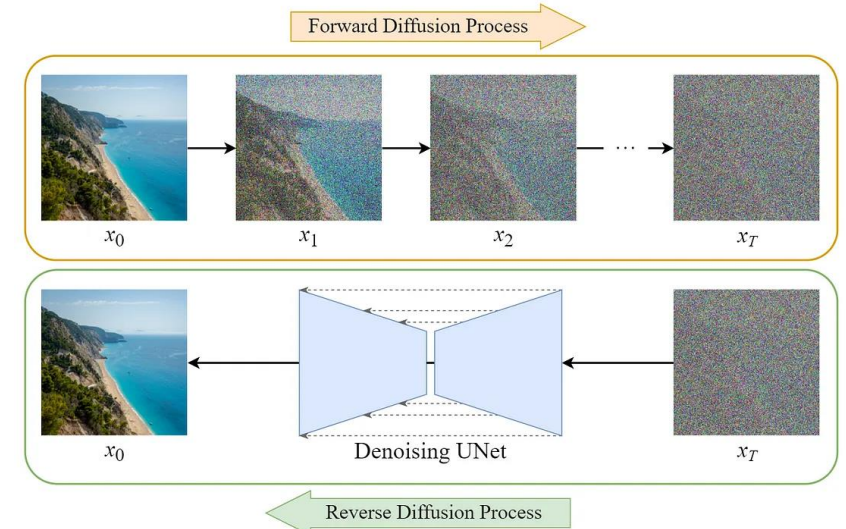 Forward Diffusion Process
...
x0 x1 x2 xT
x0 Denoising UNet xT
Reverse Diffusion Process